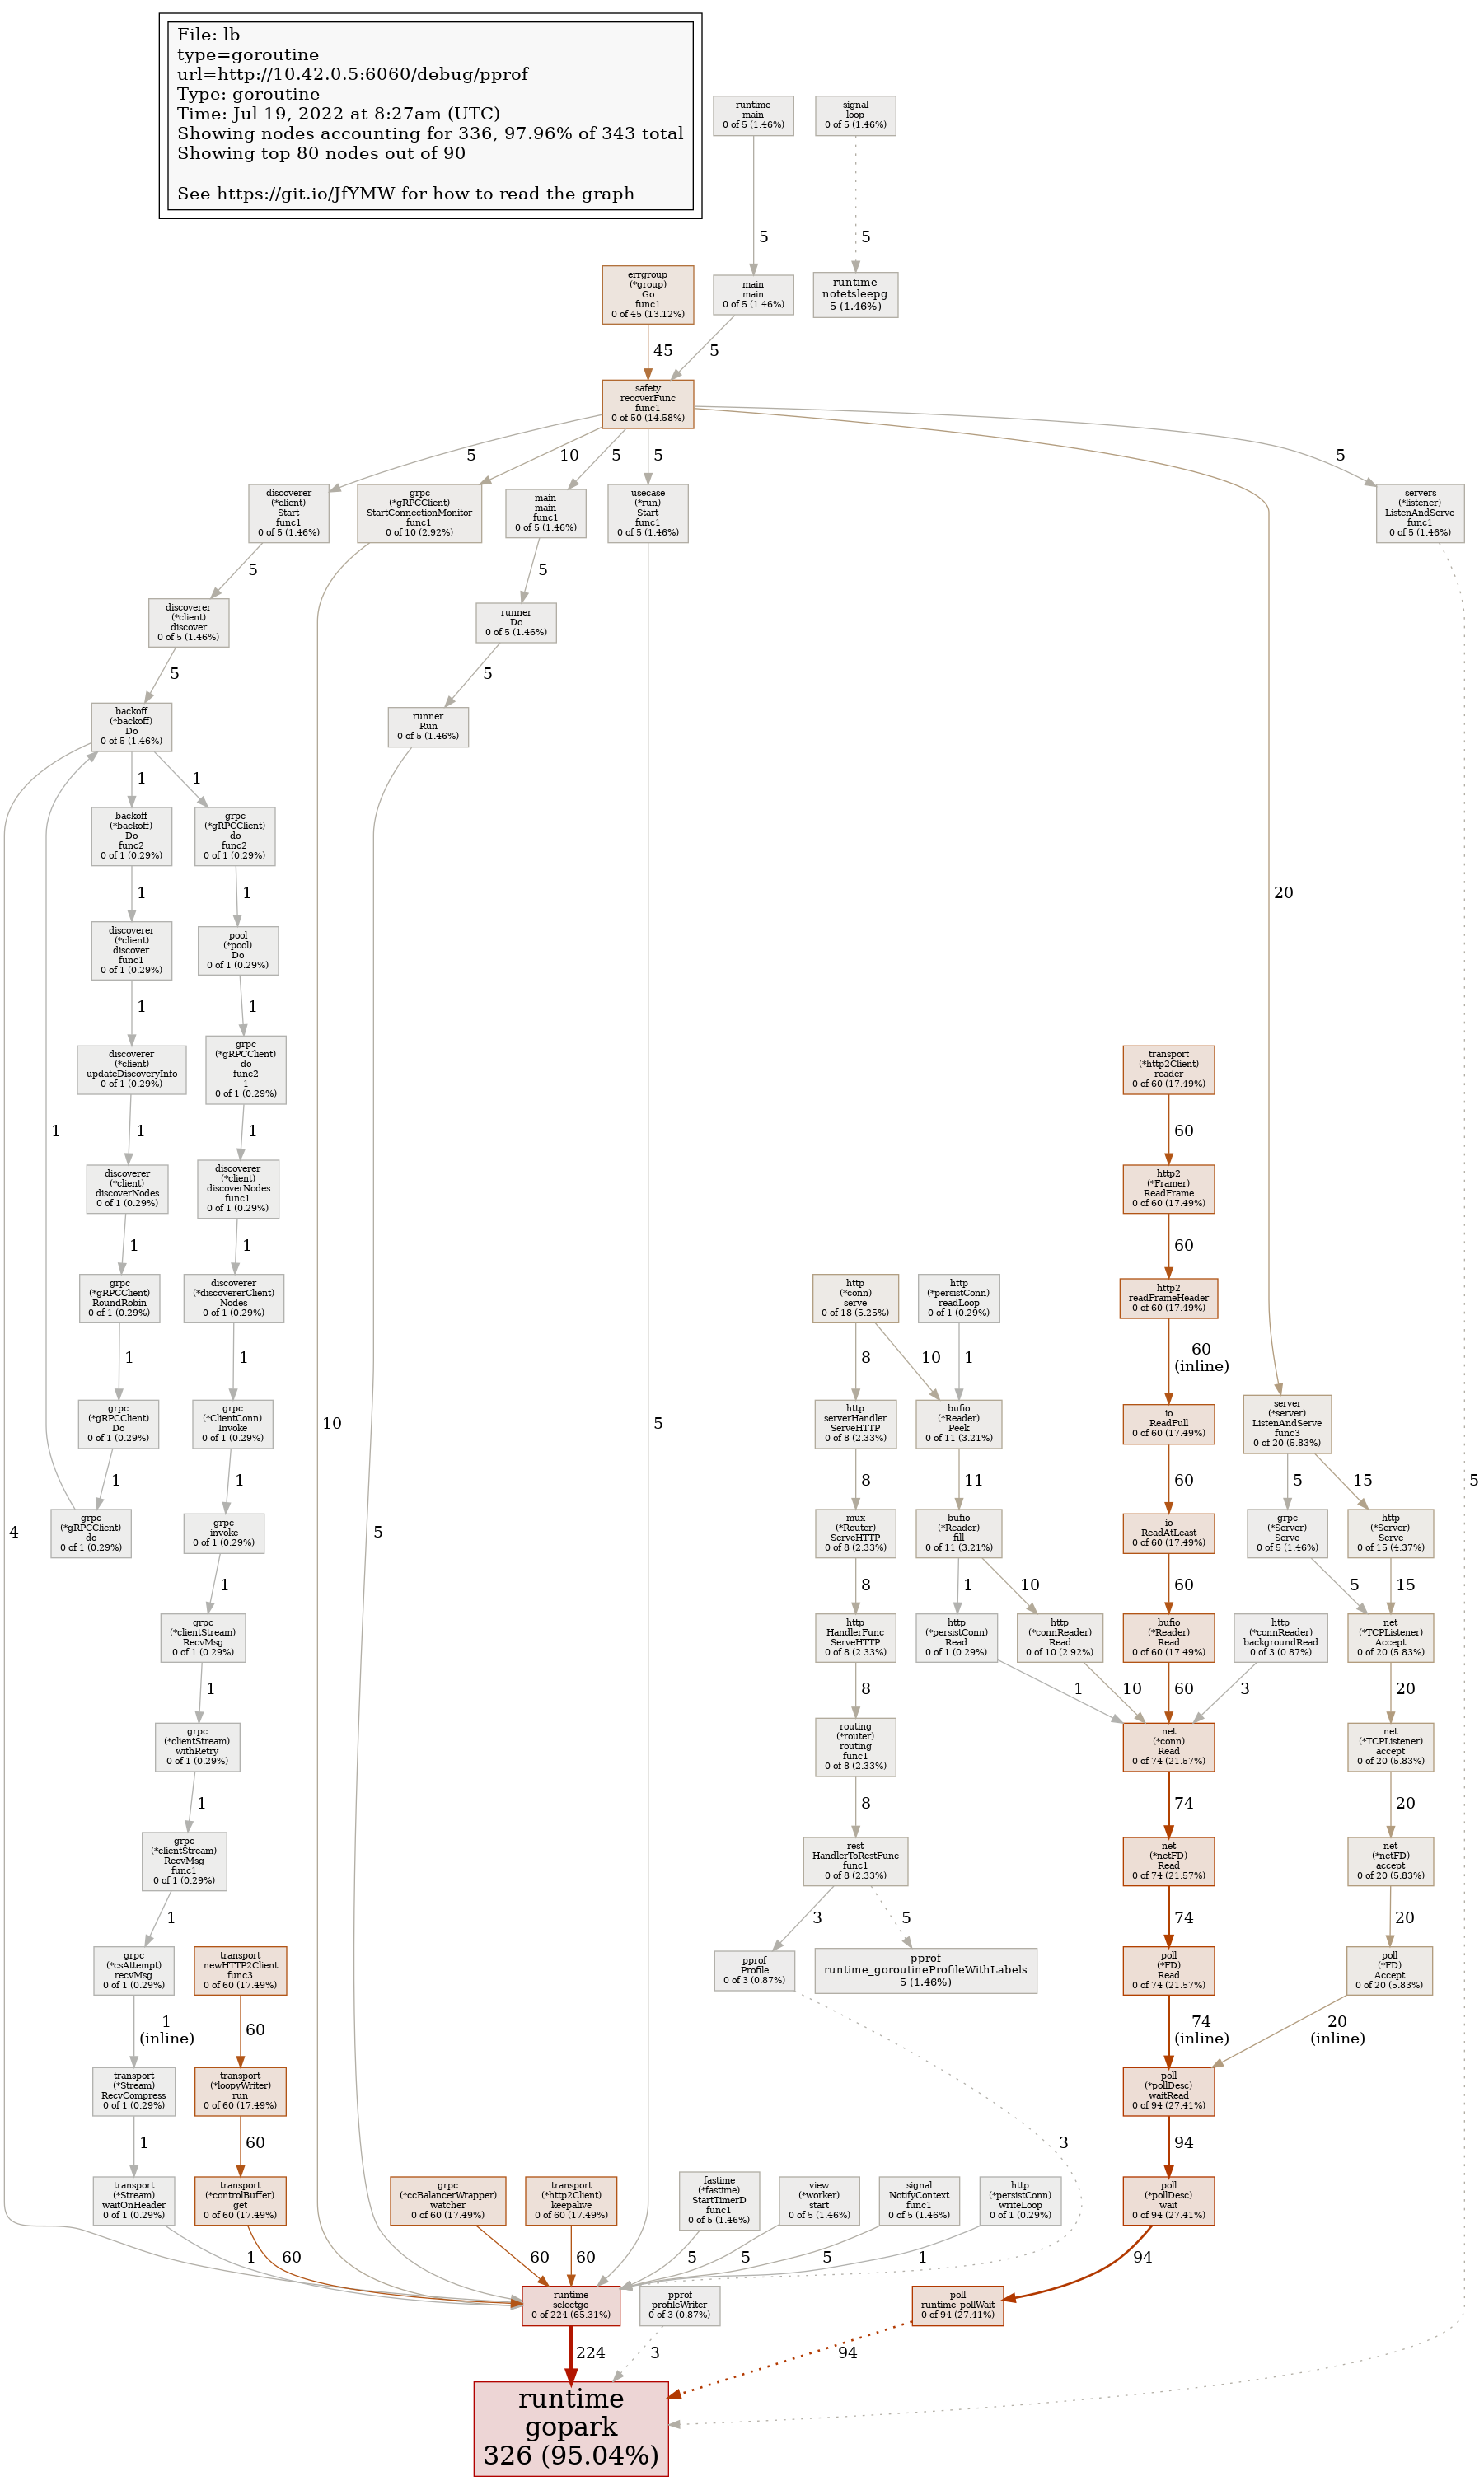 File: lb
type=goroutine
url=http://10.42.0.5:6060/debug/pprof
Type: goroutine
Time: Jul 19, 2022 at 8:27am (UTC)
Showing nodes accounting for 336, 97.96% of 343 total
Showing top 80 nodes out of 90
See https://git.io/JfYMW for how to read the graph
runtime
main
0 of 5 (1.46%)
signal
loop
0 of 5 (1.46%)
5
5
errgroup
(*group)
Go
func1
0 of 45 (13.12%)
main
main
0 of 5 (1.46%)
runtime
notetsleepg
5 (1.46%)
45
5
safety
recoverFunc
func1
0 of 50 (14.58%)
5
10
5
5
20
5
discoverer
(*client)
Start
func1
0 of 5 (1.46%)
grpc
(*gRPCClient)
StartConnectionMonitor
func1
0 of 10 (2.92%)
main
main
func1
0 of 5 (1.46%)
usecase
(*run)
Start
func1
0 of 5 (1.46%)
servers
(*listener)
ListenAndServe
func1
0 of 5 (1.46%)
5
5
discoverer
(*client)
discover
0 of 5 (1.46%)
runner
Do
0 of 5 (1.46%)
5
5
backoff
(*backoff)
Do
0 of 5 (1.46%)
runner
Run
0 of 5 (1.46%)
1
1
backoff
(*backoff)
Do
func2
0 of 1 (0.29%)
grpc
(*gRPCClient)
do
func2
0 of 1 (0.29%)
1
1
discoverer
(*client)
discover
func1
0 of 1 (0.29%)
pool
(*pool)
Do
0 of 1 (0.29%)
1
1
discoverer
(*client)
updateDiscoveryInfo
0 of 1 (0.29%)
grpc
(*gRPCClient)
do
func2
1
0 of 1 (0.29%)
transport
(*http2Client)
reader
0 of 60 (17.49%)
1
1
1
60
discoverer
(*client)
discoverNodes
0 of 1 (0.29%)
discoverer
(*client)
discoverNodes
func1
0 of 1 (0.29%)
http2
(*Framer)
ReadFrame
0 of 60 (17.49%)
1
1
60
grpc
(*gRPCClient)
RoundRobin
0 of 1 (0.29%)
discoverer
(*discovererClient)
Nodes
0 of 1 (0.29%)
http
(*conn)
serve
0 of 18 (5.25%)
http
(*persistConn)
readLoop
0 of 1 (0.29%)
http2
readFrameHeader
0 of 60 (17.49%)
1
1
8
10
1
60
(inline)
grpc
(*gRPCClient)
Do
0 of 1 (0.29%)
grpc
(*ClientConn)
Invoke
0 of 1 (0.29%)
10
5
http
serverHandler
ServeHTTP
0 of 8 (2.33%)
bufio
(*Reader)
Peek
0 of 11 (3.21%)
io
ReadFull
0 of 60 (17.49%)
server
(*server)
ListenAndServe
func3
0 of 20 (5.83%)
1
1
8
11
60
5
15
4
grpc
(*gRPCClient)
do
0 of 1 (0.29%)
grpc
invoke
0 of 1 (0.29%)
5
mux
(*Router)
ServeHTTP
0 of 8 (2.33%)
bufio
(*Reader)
fill
0 of 11 (3.21%)
io
ReadAtLeast
0 of 60 (17.49%)
grpc
(*Server)
Serve
0 of 5 (1.46%)
http
(*Server)
Serve
0 of 15 (4.37%)
5
1
8
1
10
60
5
15
grpc
(*clientStream)
RecvMsg
0 of 1 (0.29%)
http
HandlerFunc
ServeHTTP
0 of 8 (2.33%)
http
(*persistConn)
Read
0 of 1 (0.29%)
http
(*connReader)
Read
0 of 10 (2.92%)
bufio
(*Reader)
Read
0 of 60 (17.49%)
http
(*connReader)
backgroundRead
0 of 3 (0.87%)
net
(*TCPListener)
Accept
0 of 20 (5.83%)
1
8
1
10
60
3
20
grpc
(*clientStream)
withRetry
0 of 1 (0.29%)
routing
(*router)
routing
func1
0 of 8 (2.33%)
net
(*conn)
Read
0 of 74 (21.57%)
net
(*TCPListener)
accept
0 of 20 (5.83%)
1
8
74
20
grpc
(*clientStream)
RecvMsg
func1
0 of 1 (0.29%)
rest
HandlerToRestFunc
func1
0 of 8 (2.33%)
net
(*netFD)
Read
0 of 74 (21.57%)
net
(*netFD)
accept
0 of 20 (5.83%)
1
3
5
74
20
grpc
(*csAttempt)
recvMsg
0 of 1 (0.29%)
transport
newHTTP2Client
func3
0 of 60 (17.49%)
pprof
Profile
0 of 3 (0.87%)
pprof
runtime_goroutineProfileWithLabels
5 (1.46%)
poll
(*FD)
Read
0 of 74 (21.57%)
poll
(*FD)
Accept
0 of 20 (5.83%)
1
(inline)
60
74
(inline)
20
(inline)
transport
(*Stream)
RecvCompress
0 of 1 (0.29%)
transport
(*loopyWriter)
run
0 of 60 (17.49%)
poll
(*pollDesc)
waitRead
0 of 94 (27.41%)
1
60
3
94
transport
(*Stream)
waitOnHeader
0 of 1 (0.29%)
transport
(*controlBuffer)
get
0 of 60 (17.49%)
grpc
(*ccBalancerWrapper)
watcher
0 of 60 (17.49%)
transport
(*http2Client)
keepalive
0 of 60 (17.49%)
fastime
(*fastime)
StartTimerD
func1
0 of 5 (1.46%)
view
(*worker)
start
0 of 5 (1.46%)
signal
NotifyContext
func1
0 of 5 (1.46%)
http
(*persistConn)
writeLoop
0 of 1 (0.29%)
poll
(*pollDesc)
wait
0 of 94 (27.41%)
1
60
60
60
5
5
5
1
94
runtime
selectgo
0 of 224 (65.31%)
pprof
profileWriter
0 of 3 (0.87%)
poll
runtime_pollWait
0 of 94 (27.41%)
224
3
94
runtime
gopark
326 (95.04%)